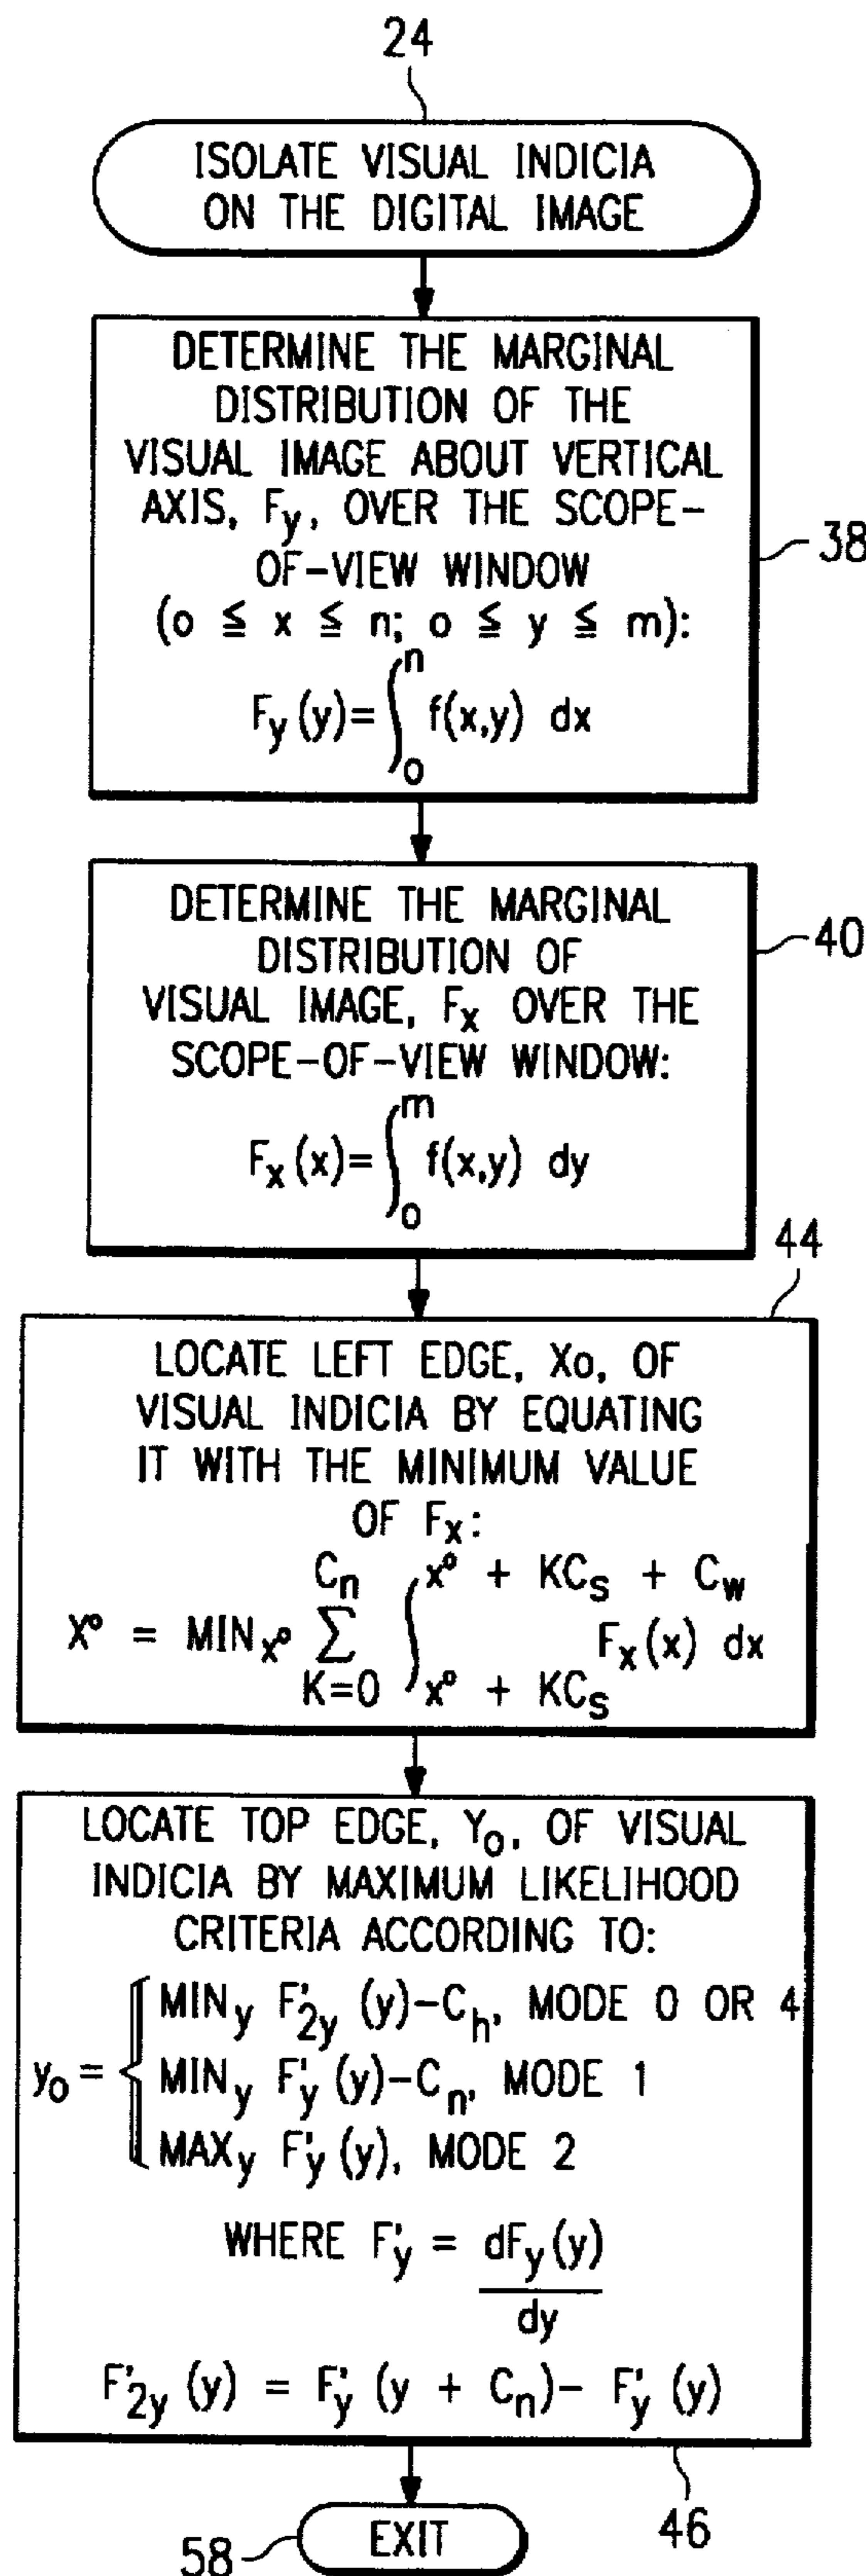 24
ISOLATE VISUAL INDICIA
ON THE DIGITAL IMAGE
DETERMINE THE MARGINAL
DISTRIBUTION OF THE
VISUAL IMAGE ABOUT VERTICAL
AXIS, Fy, OVER THE SCOPE-
OF-VIEW WINDOW
(o ≦ x ≦ n; o ≦ y ≦ m):
Fy(y)=∫₀ⁿ f(x,y) dx
38
DETERMINE THE MARGINAL
DISTRIBUTION OF
VISUAL IMAGE, Fx OVER THE
SCOPE-OF-VIEW WINDOW:
Fx(x)=∫₀ᵐ f(x,y) dy
40
44
LOCATE LEFT EDGE, Xo, OF
VISUAL INDICIA BY EQUATING
IT WITH THE MINIMUM VALUE
OF Fx:
Cn x° + KCs + Cw
X° = MINx° ∑ ∫ Fx(x) dx
K=0 x° + KCs
LOCATE TOP EDGE, Yo, OF VISUAL
INDICIA BY MAXIMUM LIKELIHOOD
CRITERIA ACCORDING TO:
MINy F'2y (y)-Ch, MODE 0 OR 4
yo = { MINy F'y (y)-Cn, MODE 1
MAXy F'y (y), MODE 2
WHERE F'y = dFy(y)
dy
F'2y (y) = F'y (y + Cn)- F'y (y)
46
58
EXIT